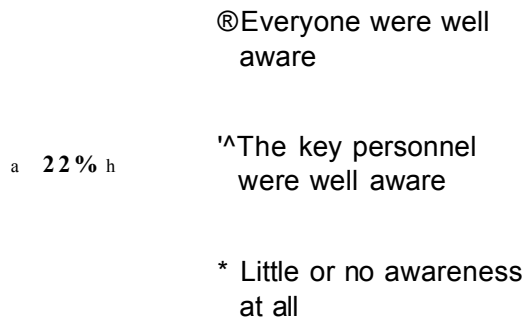 ®Everyone were well
aware
'^The key personnel
a 22% h
were well aware
* Little or no awareness
at all